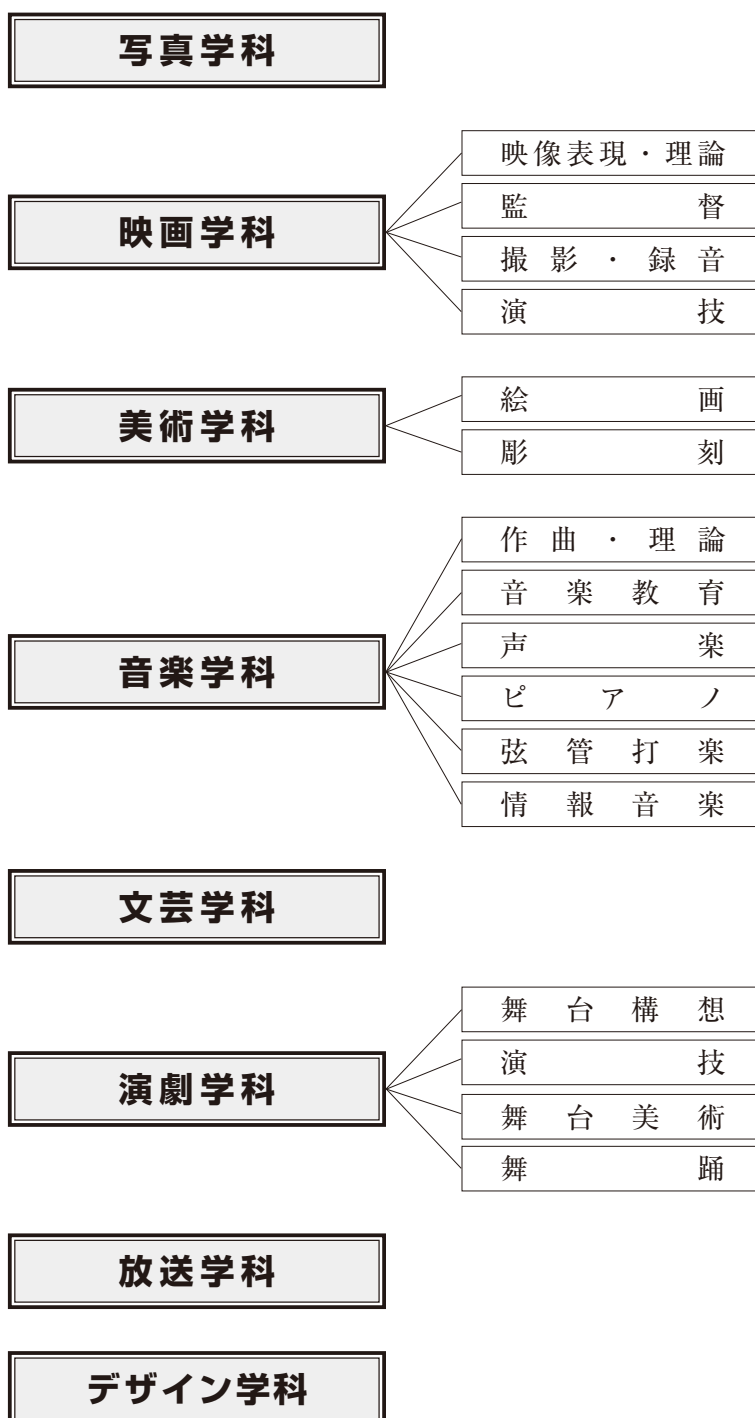 写真学科
映画学科
映像表現・理論
監督
撮影・録音
演技
美術学科
絵画
彫刻
音楽学科
作曲・理論
音楽教育
声楽
ピアノ
弦管打楽
情報音楽
文芸学科
演劇学科
舞台構想
演技
舞台美術
舞踊
放送学科
デザイン学科